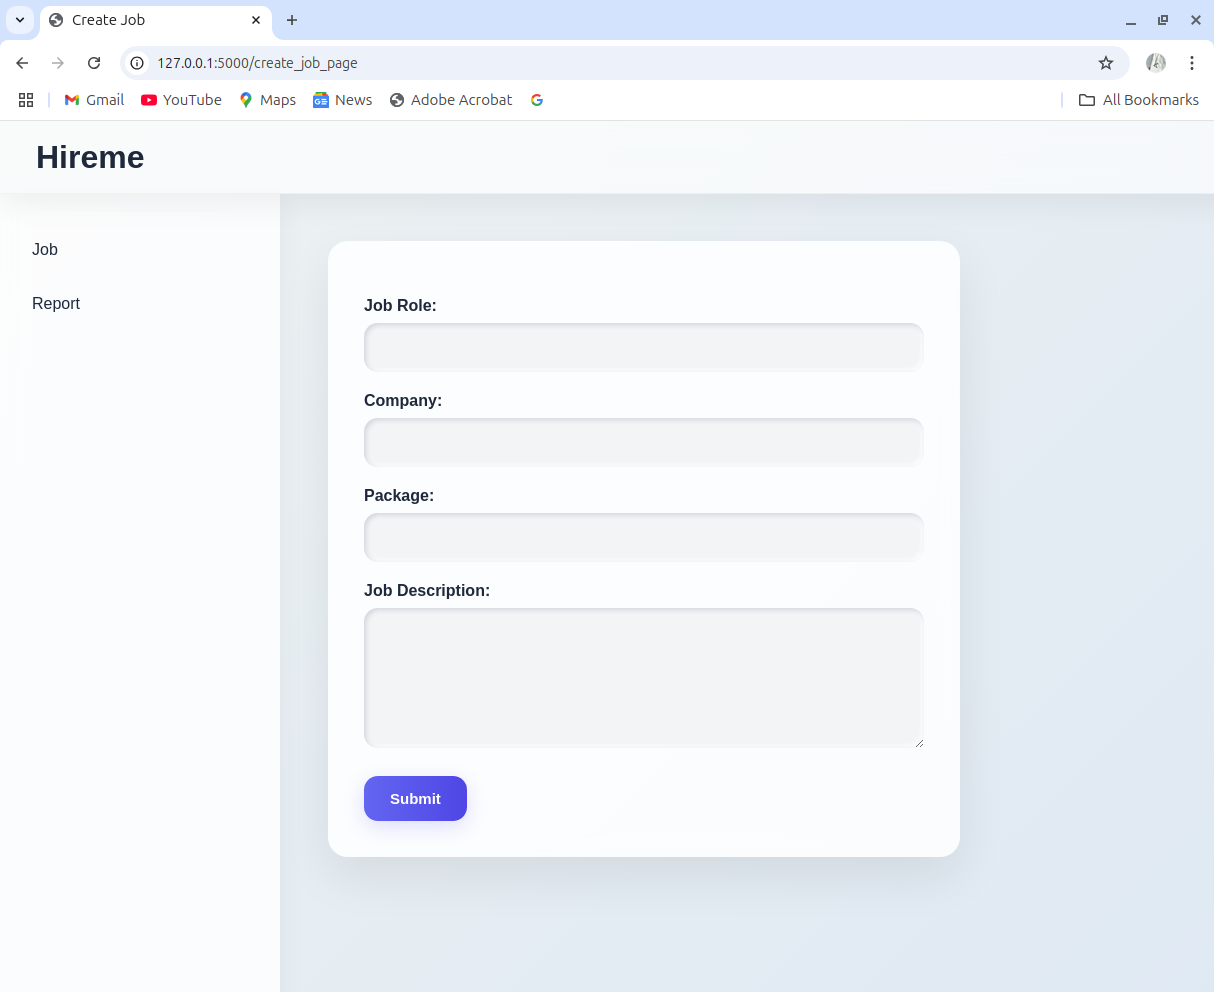 Create Job
127.0.0.1:5000/create_job_page
Gmail YouTube Maps News Adobe Acrobat All Bookmarks
Hireme
Job
Report
Job Role:
Company:
Package:
Job Description:
Submit